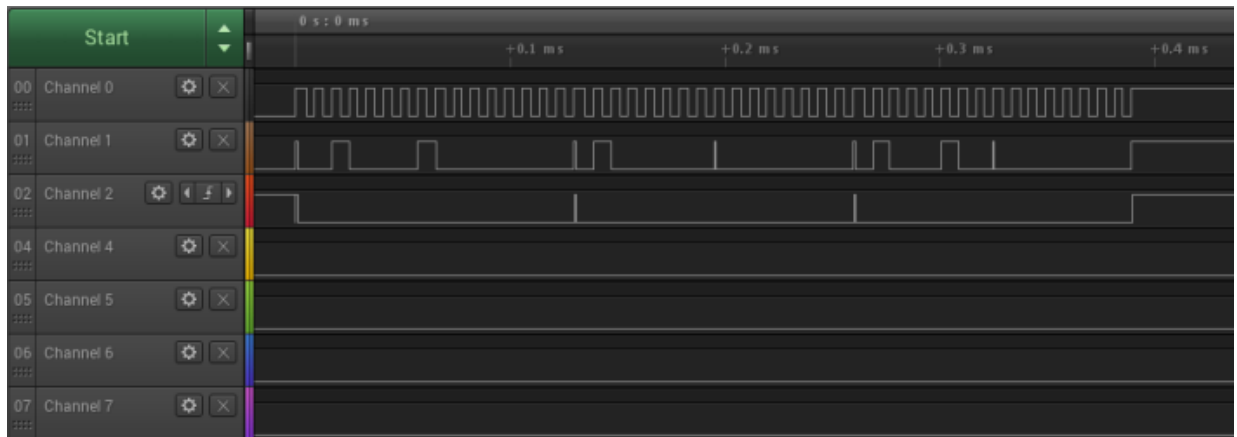 Start
0 s : 0 ms
+0.1 ms
+0.2 ms
+0.3 ms
+0.4 ms
00 Channel 0
01 Channel 1
02 Channel 2
04 Channel 4
05 Channel 5
06 Channel 6
07 Channel 7